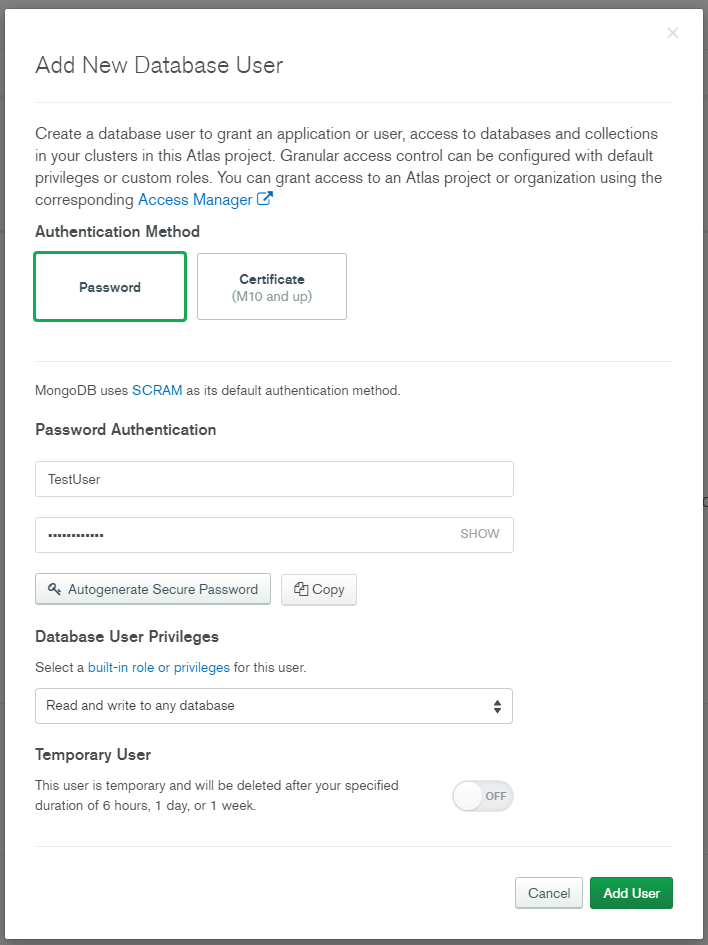 Add New Database User
Create a database user to grant an application or user, access to databases and collections
in your clusters in this Atlas project. Granular access control can be configured with default
privileges or custom roles. You can grant access to an Atlas project or organization using the
corresponding Access Manager
Authentication Method
Password
Certificate
(M10 and up)
MongoDB uses SCRAM as its default authentication method.
Password Authentication
TestUser
•••••••••••• SHOW
Autogenerate Secure Password
Copy
Database User Privileges
Select a built-in role or privileges for this user.
Read and write to any database
Temporary User
This user is temporary and will be deleted after your specified
duration of 6 hours, 1 day, or 1 week.
OFF
Cancel
Add User